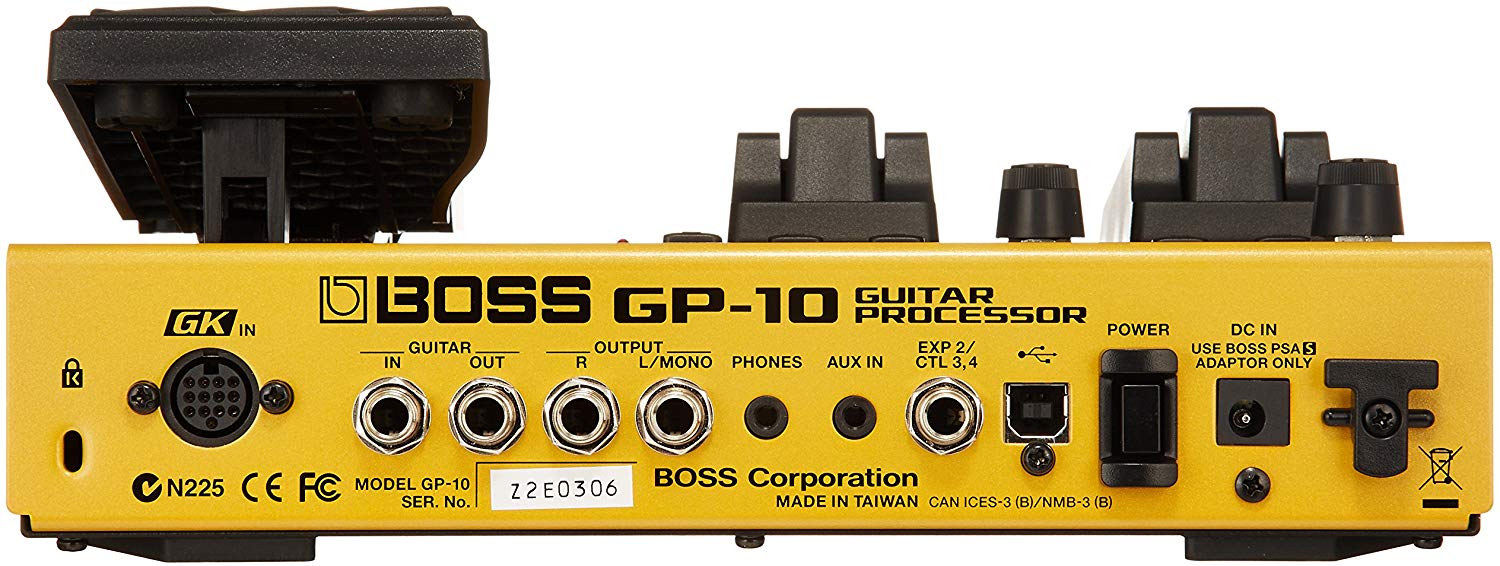 BOSS GP-10 GUITAR PROCESSOR
GK IN
GUITAR
IN OUT
OUTPUT
R L/MONO
PHONES
AUX IN
EXP 2/
CTL 3,4
POWER
DC IN
USE BOSS PSA S
ADAPTOR ONLY
K
N225 CE FC
MODEL GP-10
SER. No.
Z2E0306
BOSS Corporation
MADE IN TAIWAN
CAN ICES-3 (B)/NMB-3 (B)